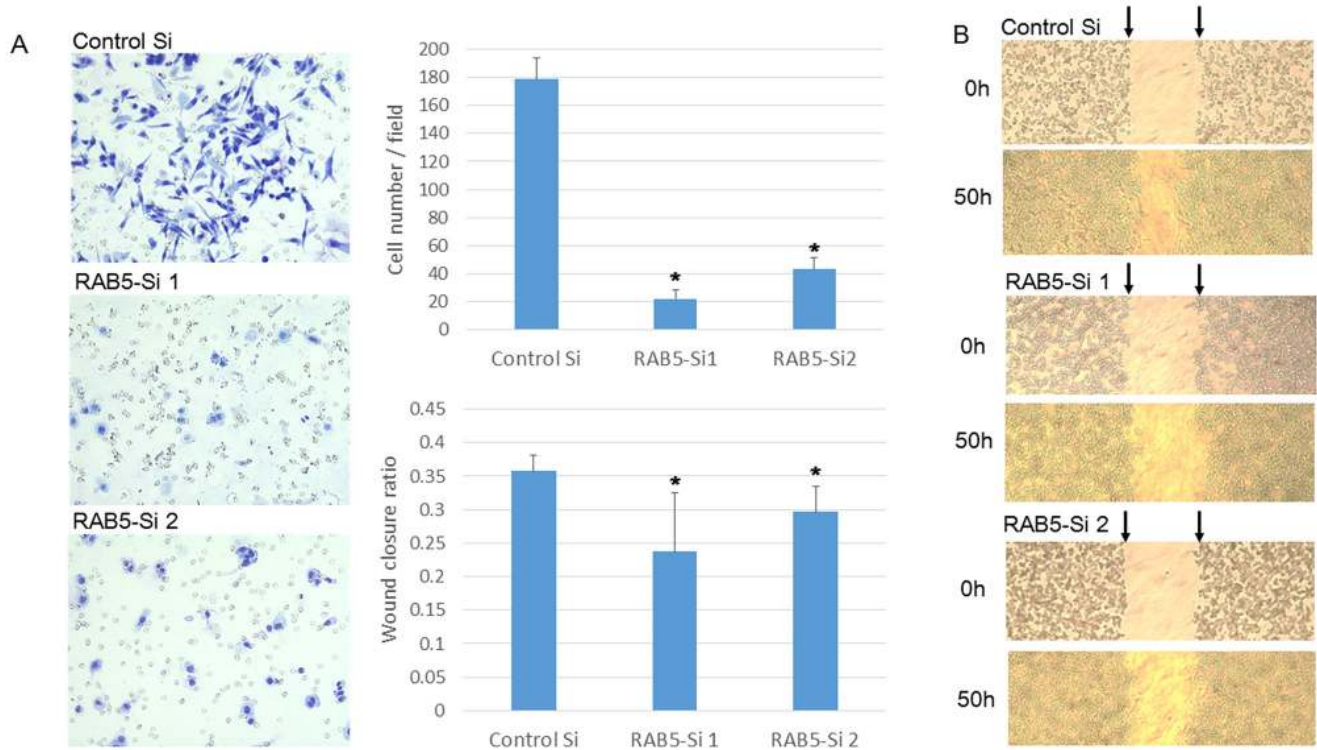 A
Control Si
RAB5-Si 1
RAB5-Si 2
Cell number / field
200
180
160
140
120
100
80
60
40
20
0
*
*
Control Si RAB5-Si1 RAB5-Si2
Wound closure ratio
0.45
0.4
0.35
0.3
0.25
0.2
0.15
0.1
0.05
0
*
*
Control Si RAB5-Si 1 RAB5-Si 2
B
Control Si
0h
50h
RAB5-Si 1
0h
50h
RAB5-Si 2
0h
50h